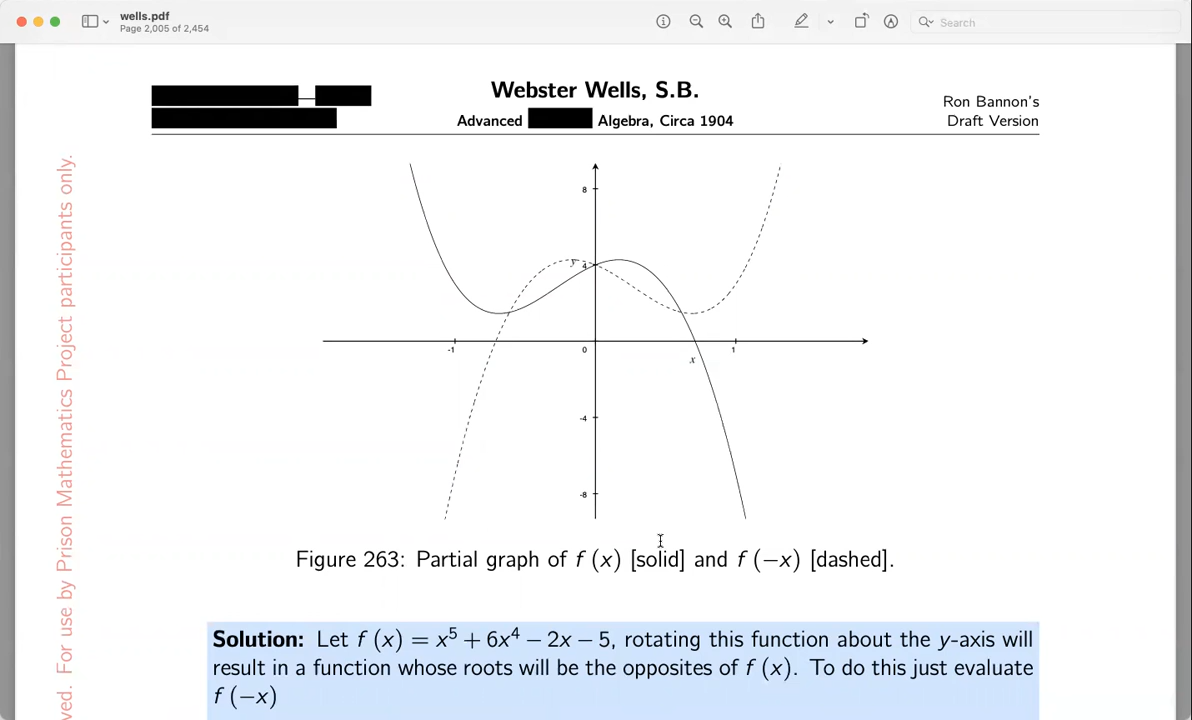 wells.pdf
Page 2,005 of 2,454
Search
Webster Wells, S.B.
Advanced Algebra, Circa 1904
Ron Bannon's
Draft Version
ved. For use by Prison Mathematics Project participants only.
8
y
4
-1
0
1
x
-4
-8
Figure 263: Partial graph of f (x) [solid] and f (−x) [dashed].
Solution: Let f (x) = x⁵ + 6x⁴ − 2x − 5, rotating this function about the y-axis will
result in a function whose roots will be the opposites of f (x). To do this just evaluate
f (−x)